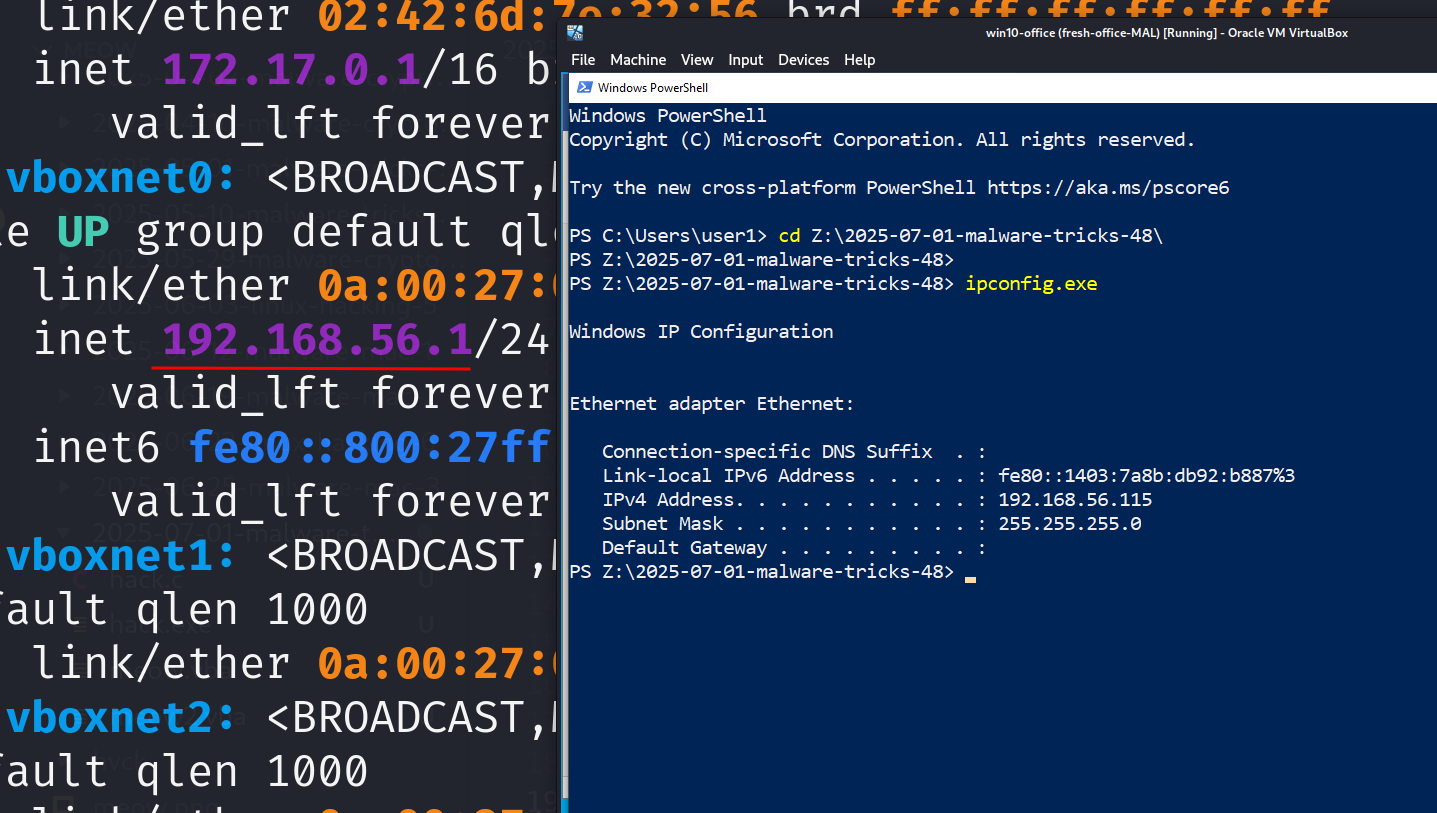 link/ether 02:42:6d:7e:32:56 brd ff:ff:ff:ff:ff:ff
inet 172.17.0.1/16 b
valid_lft forever
vboxnet0: <BROADCAST,
te UP group default qle
link/ether 0a:00:27:0
inet 192.168.56.1/24
valid_lft forever
inet6 fe80::800:27ff
valid_lft forever
vboxnet1: <BROADCAST,
fault qlen 1000
link/ether 0a:00:27:0
vboxnet2: <BROADCAST,
fault qlen 1000
link/ether
hack.c U
win10-office (fresh-office-MAL) [Running] - Oracle VM VirtualBox
File Machine View Input Devices Help
Windows PowerShell
Windows PowerShell
Copyright (C) Microsoft Corporation. All rights reserved.
Try the new cross-platform PowerShell https://aka.ms/pscore6
PS C:\Users\user1> cd Z:\2025-07-01-malware-tricks-48\
PS Z:\2025-07-01-malware-tricks-48>
PS Z:\2025-07-01-malware-tricks-48> ipconfig.exe
Windows IP Configuration
Ethernet adapter Ethernet:
Connection-specific DNS Suffix . :
Link-local IPv6 Address . . . . . : fe80::1403:7a8b:db92:b887%3
IPv4 Address. . . . . . . . . . . : 192.168.56.115
Subnet Mask . . . . . . . . . . . : 255.255.255.0
Default Gateway . . . . . . . . . :
PS Z:\2025-07-01-malware-tricks-48>